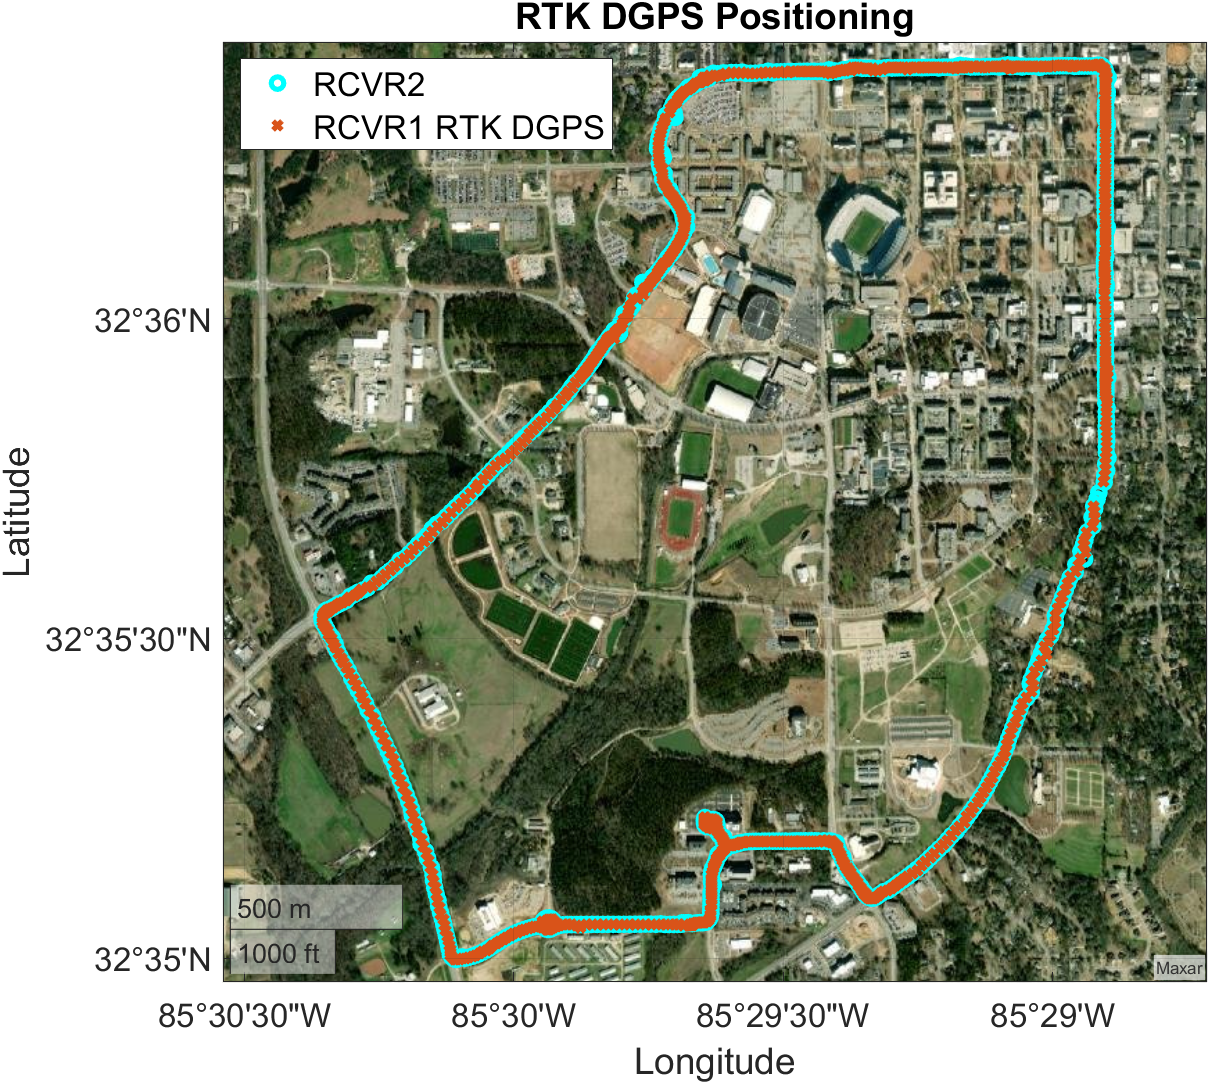 RTK DGPS Positioning
RCVR2
RCVR1 RTK DGPS
32°36'N
32°35'30"N
32°35'N
Latitude
500 m
1000 ft
Maxar
85°30'30"W
85°30'W
85°29'30"W
85°29'W
Longitude